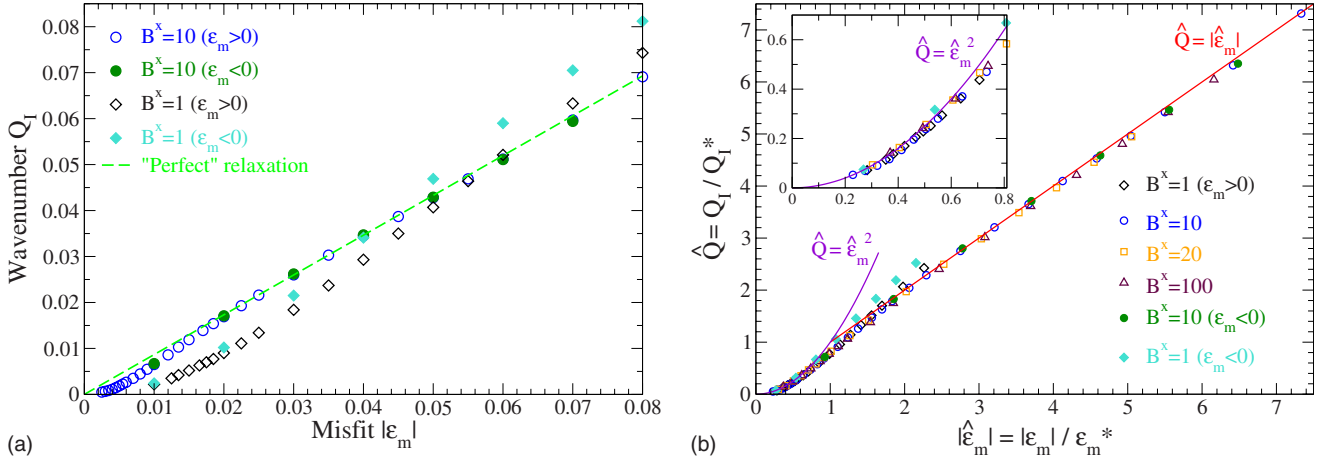 Wavenumber Q_I
0.08
0.07
0.06
0.05
0.04
0.03
0.02
0.01
0
B^x=10 (ε_m>0)
B^x=10 (ε_m<0)
B^x=1 (ε_m>0)
B^x=1 (ε_m<0)
"Perfect" relaxation
0 0.01 0.02 0.03 0.04 0.05 0.06 0.07 0.08
Misfit |ε_m|
(a)
Q̂ = Q_I / Q_I*
7
6
5
4
3
2
1
0
0.6
0.4
0.2
0
0 0.2 0.4 0.6 0.8
Q̂ = ε̂_m^2
Q̂ = |ε̂_m|
Q̂ = ε̂_m^2
B^x=1 (ε_m>0)
B^x=10
B^x=20
B^x=100
B^x=10 (ε_m<0)
B^x=1 (ε_m<0)
0 1 2 3 4 5 6 7
|ε̂_m| = |ε_m| / ε_m*
(b)